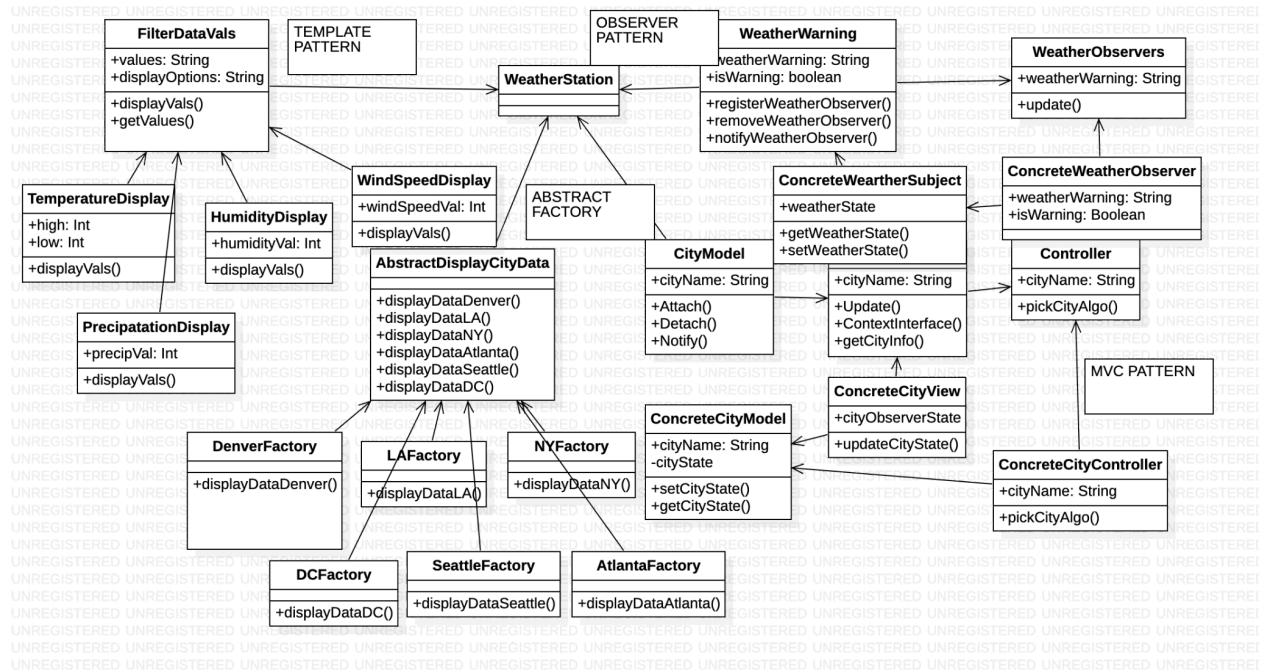 FilterDataVals
+values: String
+displayOptions: String
+displayVals()
+getValues()
TEMPLATE
PATTERN
OBSERVER
PATTERN
WeatherStation
WeatherWarning
weatherWarning: String
+isWarning: boolean
+registerWeatherObserver()
+removeWeatherObserver()
+notifyWeatherObserver()
WeatherObservers
+weatherWarning: String
+update()
TemperatureDisplay
+high: Int
+low: Int
+displayVals()
HumidityDisplay
+humidityVal: Int
+displayVals()
WindSpeedDisplay
+windSpeedVal: Int
+displayVals()
ABSTRACT
FACTORY
ConcreteWeartherSubject
+weatherState
+getWeatherState()
+setWeatherState()
ConcreteWeatherObserver
+weatherWarning: String
+isWarning: Boolean
PrecipatationDisplay
+precipVal: Int
+displayVals()
AbstractDisplayCityData
+displayDataDenver()
+displayDataLA()
+displayDataNY()
+displayDataAtlanta()
+displayDataSeattle()
+displayDataDC()
CityModel
+cityName: String
+Attach()
+Detach()
+Notify()
+cityName: String
+Update()
+ContextInterface()
+getCityInfo()
Controller
+cityName: String
+pickCityAlgo()
MVC PATTERN
ConcreteCityView
+cityObserverState
+updateCityState()
ConcreteCityModel
+cityName: String
-cityState
+setCityState()
+getCityState()
ConcreteCityController
+cityName: String
+pickCityAlgo()
DenverFactory
+displayDataDenver()
LAFactory
+displayDataLA()
NYFactory
+displayDataNY()
DCFactory
+displayDataDC()
SeattleFactory
+displayDataSeattle()
AtlantaFactory
+displayDataAtlanta()